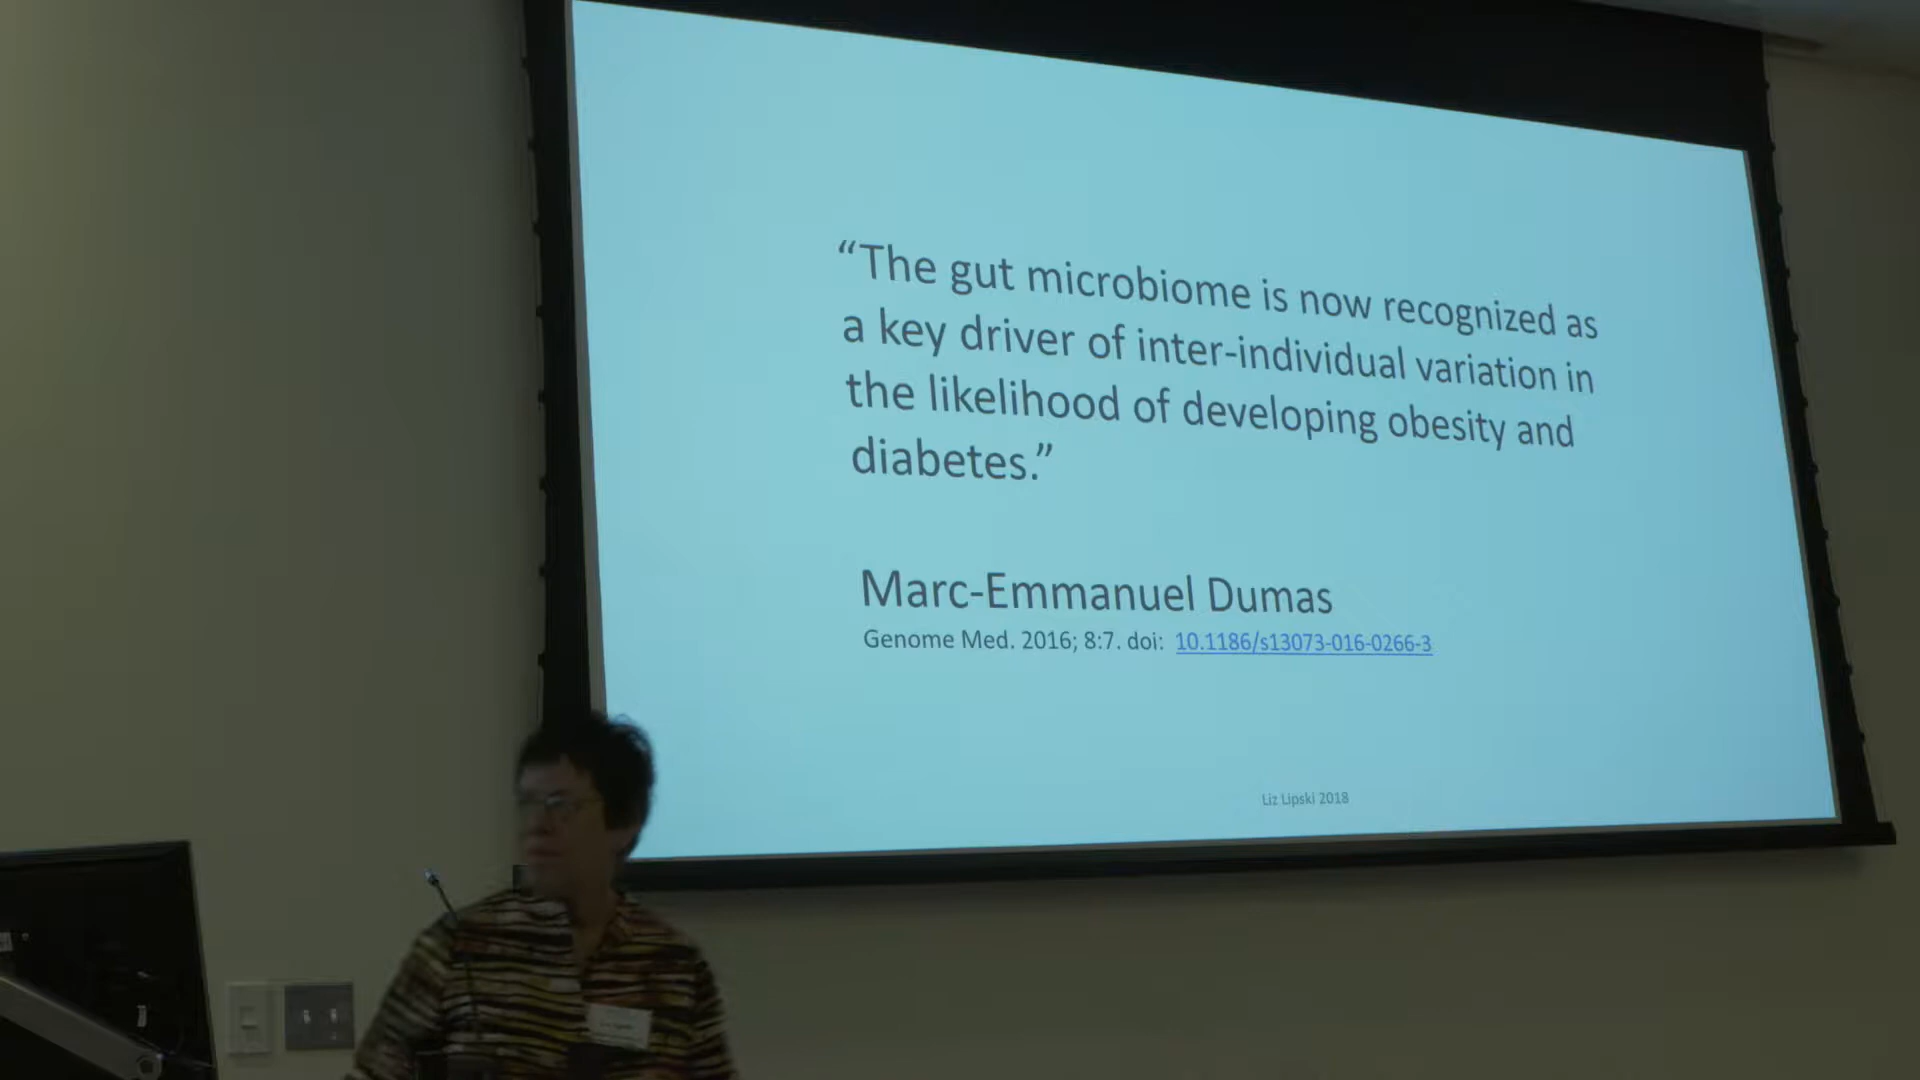 “The gut microbiome is now recognized as
a key driver of inter-individual variation in
the likelihood of developing obesity and
diabetes.”
Marc-Emmanuel Dumas
Genome Med. 2016; 8:7. doi: 10.1186/s13073-016-0266-3
Liz Lipski 2018